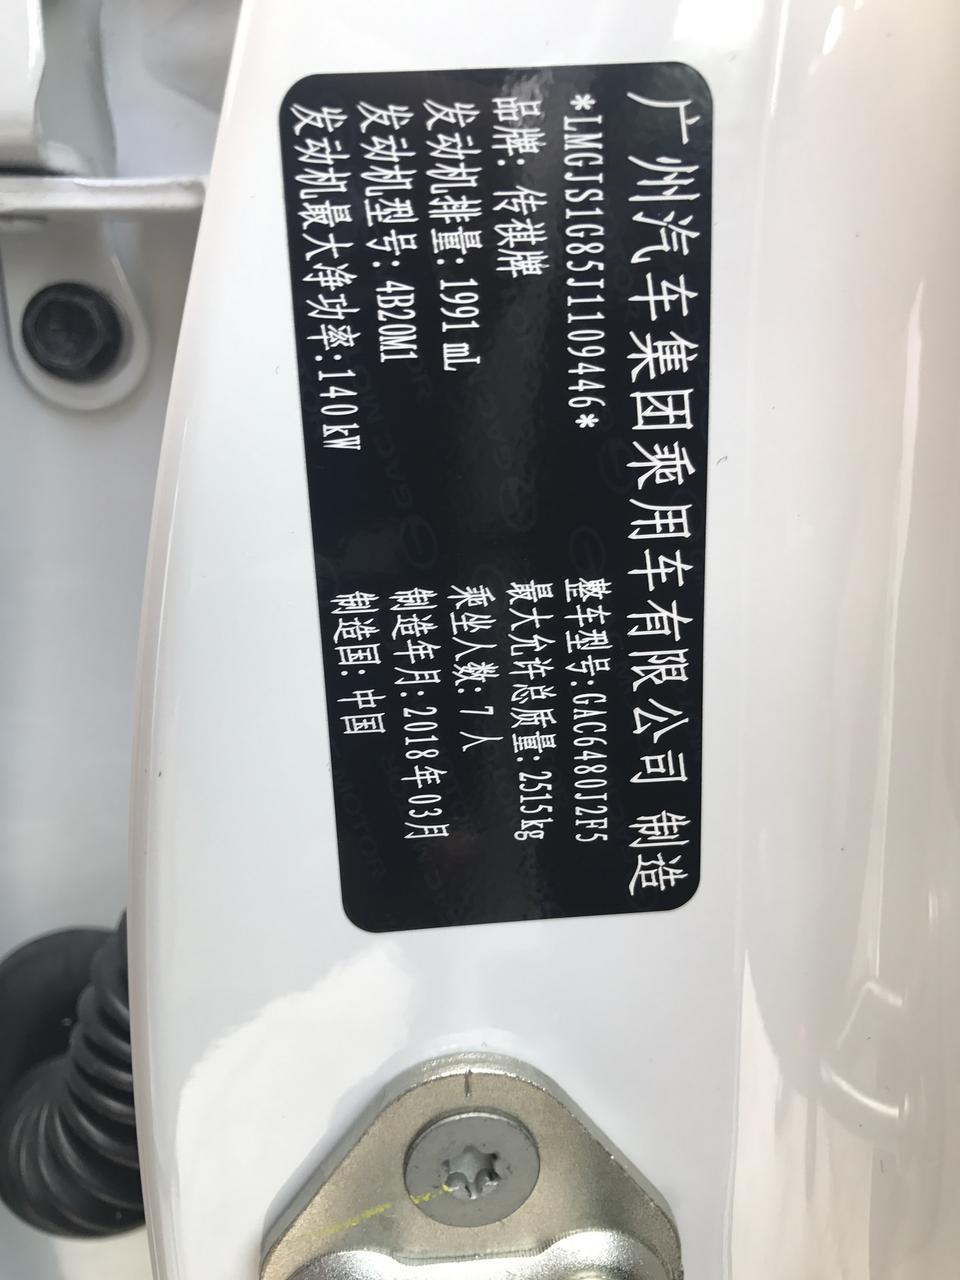 广州汽车集团乘用车有限公司 制造
*LMGJS1G85J1109446*
品牌: 传祺牌
发动机排量: 1991 mL
发动机型号: 4B20M1
发动机最大净功率:140kW
整车型号:GAC6480J2F5
最大允许总质量:2515kg
乘坐人数: 7 人
制造年月: 2018年03月
制造国: 中国